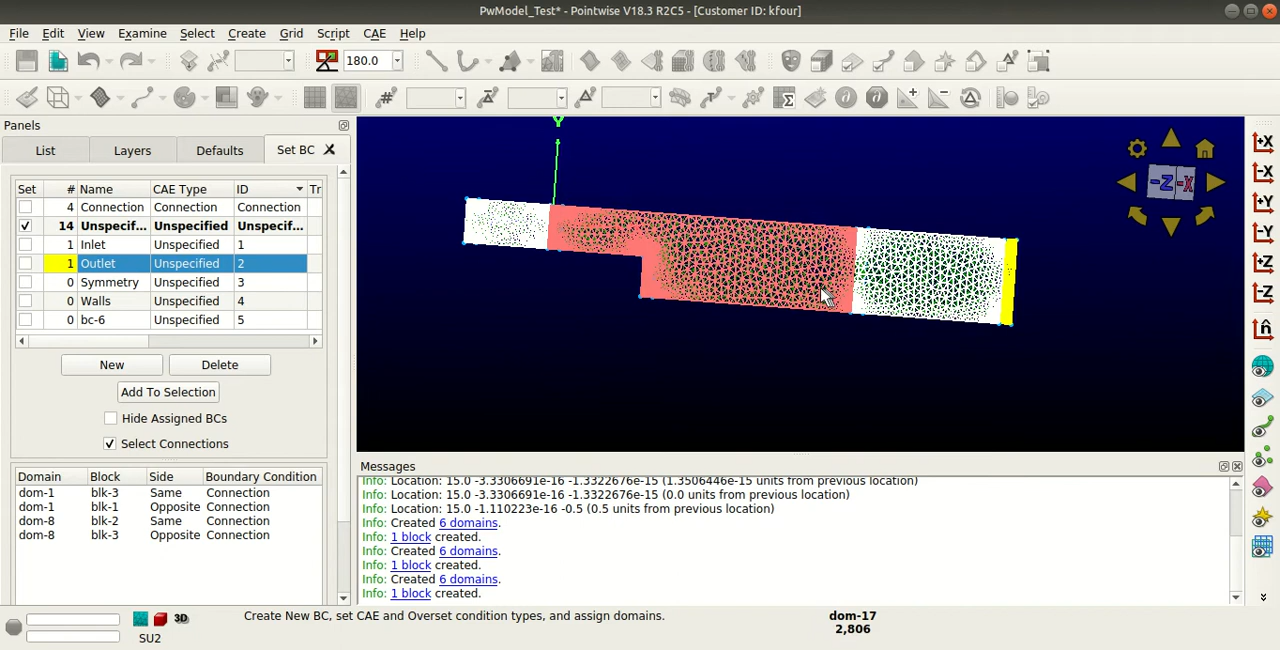 PwModel_Test* - Pointwise V18.3 R2C5 - [Customer ID: kfour]
File Edit View Examine Select Create Grid Script CAE Help
180.0
Panels
List Layers Defaults Set BC
Set # Name CAE Type ID Tr
4 Connection Connection Connection
14 Unspecif... Unspecified Unspecif...
1 Inlet Unspecified 1
1 Outlet Unspecified 2
0 Symmetry Unspecified 3
0 Walls Unspecified 4
0 bc-6 Unspecified 5
New Delete
Add To Selection
Hide Assigned BCs
Select Connections
Domain Block Side Boundary Condition
dom-1 blk-3 Same Connection
dom-1 blk-1 Opposite Connection
dom-8 blk-2 Same Connection
dom-8 blk-3 Opposite Connection
Y
-Z -X
+X
-X
+Y
-Y
+Z
-Z
n̂
Messages
Info: Location: 15.0 -3.3306691e-16 -1.3322676e-15 (1.3506446e-15 units from previous location)
Info: Location: 15.0 -3.3306691e-16 -1.3322676e-15 (0.0 units from previous location)
Info: Location: 15.0 -1.110223e-16 -0.5 (0.5 units from previous location)
Info: Created 6 domains.
Info: 1 block created.
Info: Created 6 domains.
Info: 1 block created.
Info: Created 6 domains.
Info: 1 block created.
3D
SU2
Create New BC, set CAE and Overset condition types, and assign domains.
dom-17
2,806